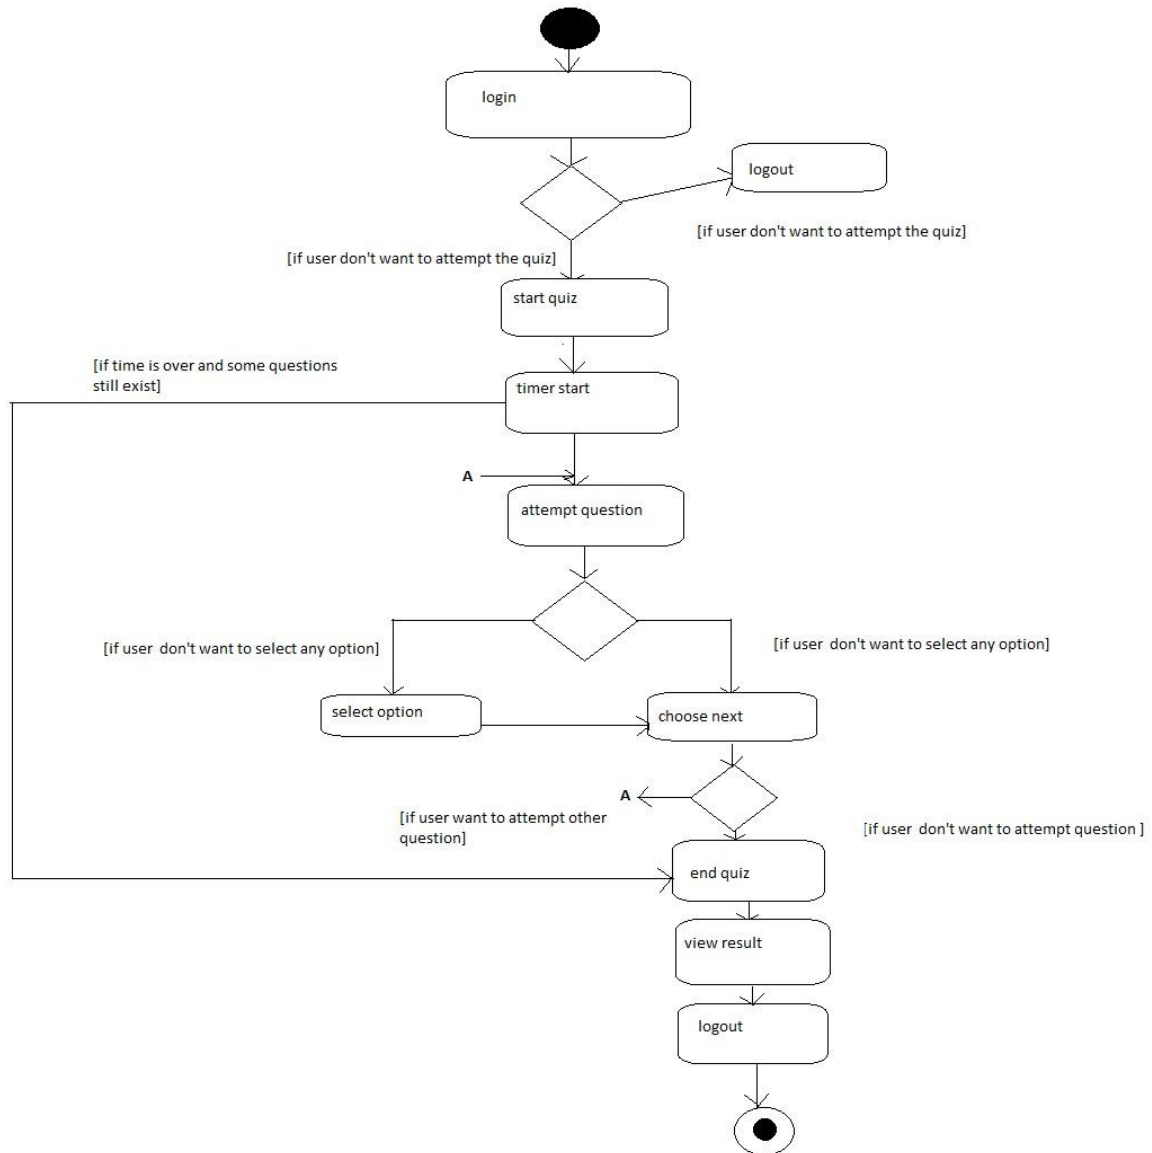 login
logout
[if user don't want to attempt the quiz]
[if user don't want to attempt the quiz]
start quiz
[if time is over and some questions
still exist]
timer start
A
attempt question
[if user  don't want to select any option]
[if user  don't want to select any option]
select option
choose next
A
[if user want to attempt other
question]
[if user  don't want to attempt question ]
end quiz
view result
logout